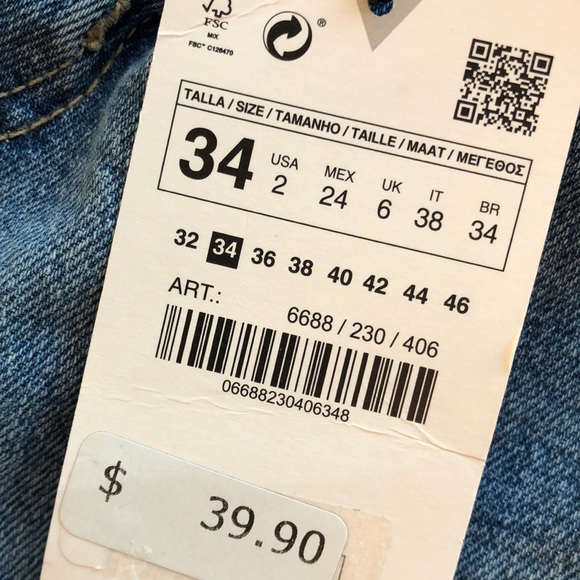 FSC
MIX
FSC™ C126470
®
TALLA / SIZE / TAMANHO / TAILLE / MAAT / ΜΕΓΕΘΟΣ
34 USA 2 MEX 24 UK 6 IT 38 BR 34
32 34 36 38 40 42 44 46
ART.: 6688 / 230 / 406
06688230406348
$ 39.90